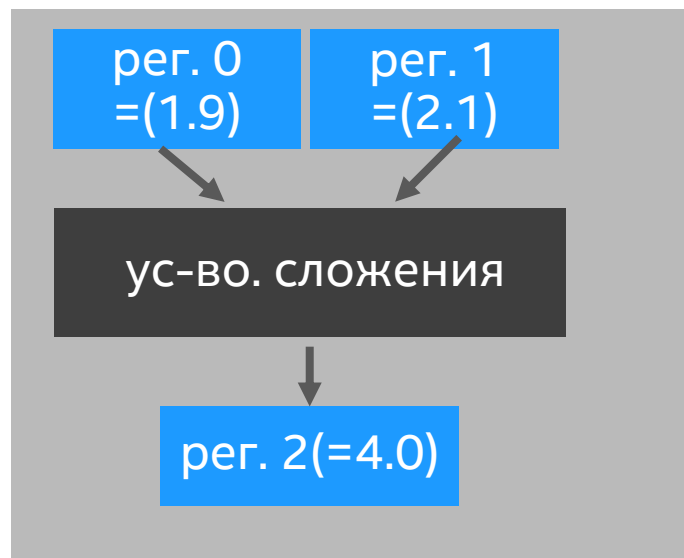 рег. 0
=(1.9)
рег. 1
=(2.1)
ус-во. сложения
рег. 2(=4.0)